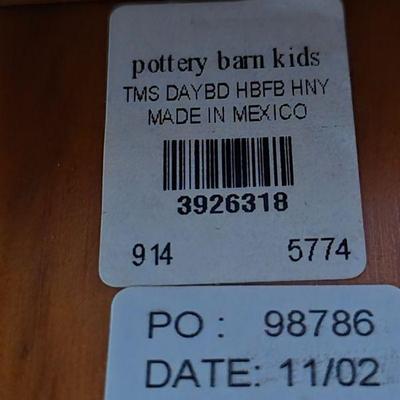 pottery barn kids
TMS DAYBD HBFB HNY
MADE IN MEXICO
3926318
914 5774
PO : 98786
DATE: 11/02